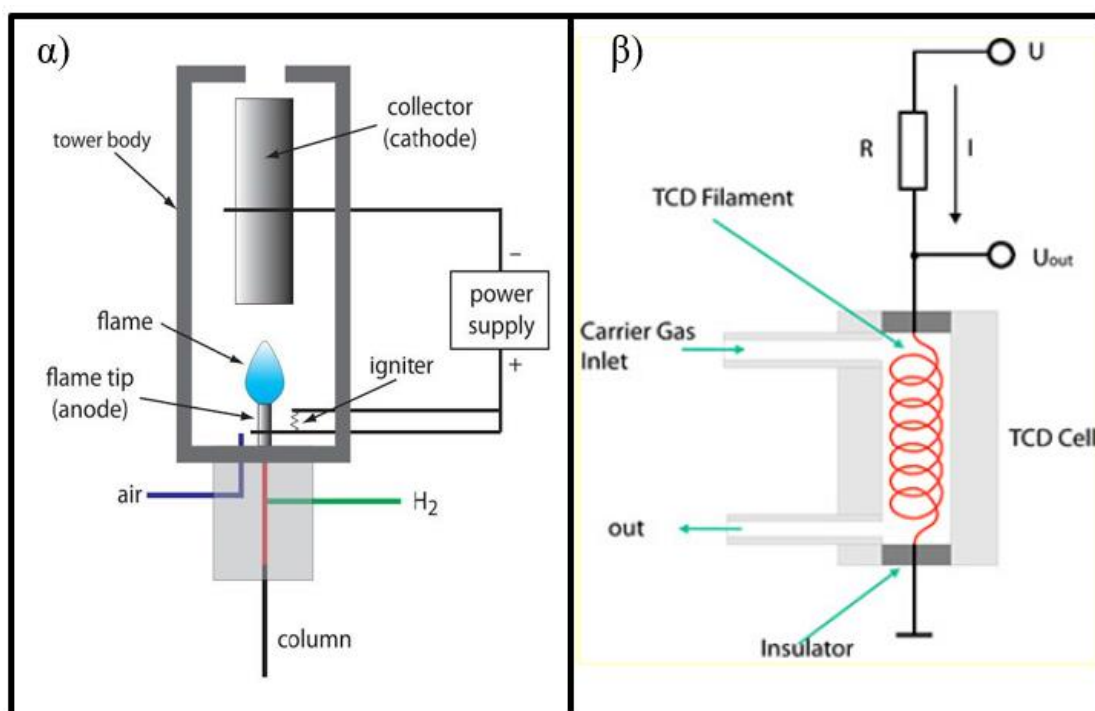 α)
collector
(cathode)
tower body
−
power
supply
+
flame
igniter
flame tip
(anode)
air
H₂
column
β)
U
R
I
TCD Filament
Uout
Carrier Gas
Inlet
TCD Cell
out
Insulator